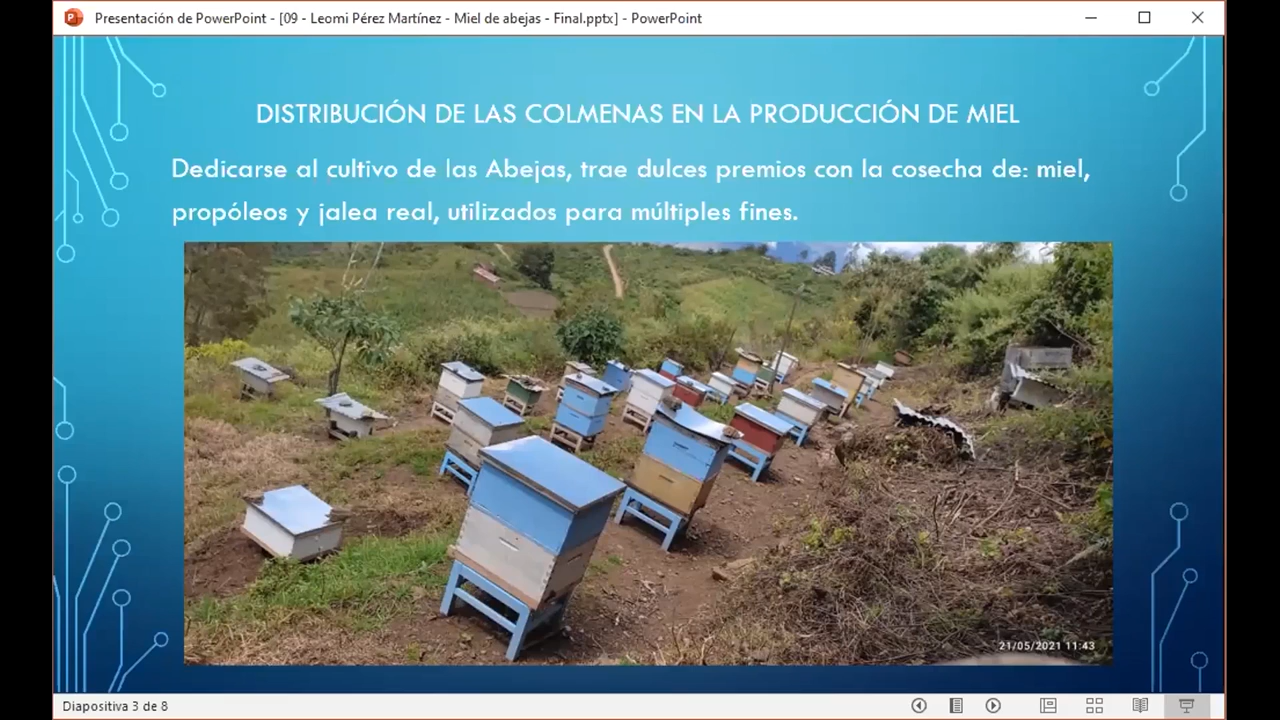 Presentación de PowerPoint - [09 - Leomi Pérez Martínez - Miel de abejas - Final.pptx] - PowerPoint
DISTRIBUCIÓN DE LAS COLMENAS EN LA PRODUCCIÓN DE MIEL
Dedicarse al cultivo de las Abejas, trae dulces premios con la cosecha de: miel,
propóleos y jalea real, utilizados para múltiples fines.
21/05/2021 11:43
Diapositiva 3 de 8